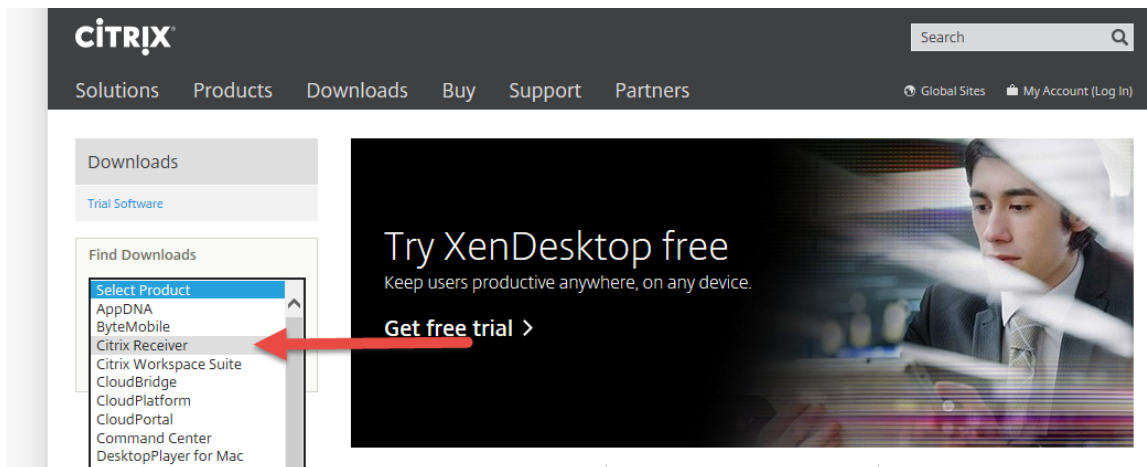 CİTRIX
Search
Solutions Products Downloads Buy Support Partners
Global Sites My Account (Log In)
Downloads
Trial Software
Find Downloads
Select Product
AppDNA
ByteMobile
Citrix Receiver
Citrix Workspace Suite
CloudBridge
CloudPlatform
CloudPortal
Command Center
DesktopPlayer for Mac
Try XenDesktop free
Keep users productive anywhere, on any device.
Get free trial >